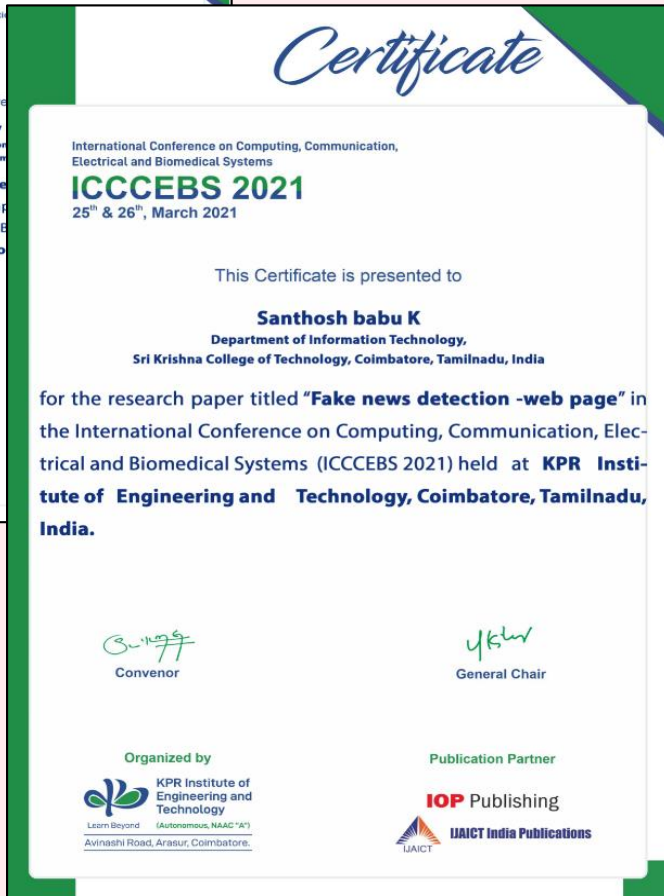 Certificate
International Conference on Computing, Communication,
Electrical and Biomedical Systems
ICCCEBS 2021
25th & 26th, March 2021
This Certificate is presented to
Santhosh babu K
Department of Information Technology,
Sri Krishna College of Technology, Coimbatore, Tamilnadu, India
for the research paper titled "Fake news detection -web page" in
the International Conference on Computing, Communication, Elec-
trical and Biomedical Systems (ICCCEBS 2021) held at KPR Insti-
tute of Engineering and Technology, Coimbatore, Tamilnadu,
India.
Convenor
General Chair
Organized by
KPR Institute of
Engineering and
Technology
Learn Beyond
(Autonomous, NAAC "A")
Avinashi Road, Arasur, Coimbatore.
Publication Partner
IOP Publishing
IJAICT
IJAICT India Publications